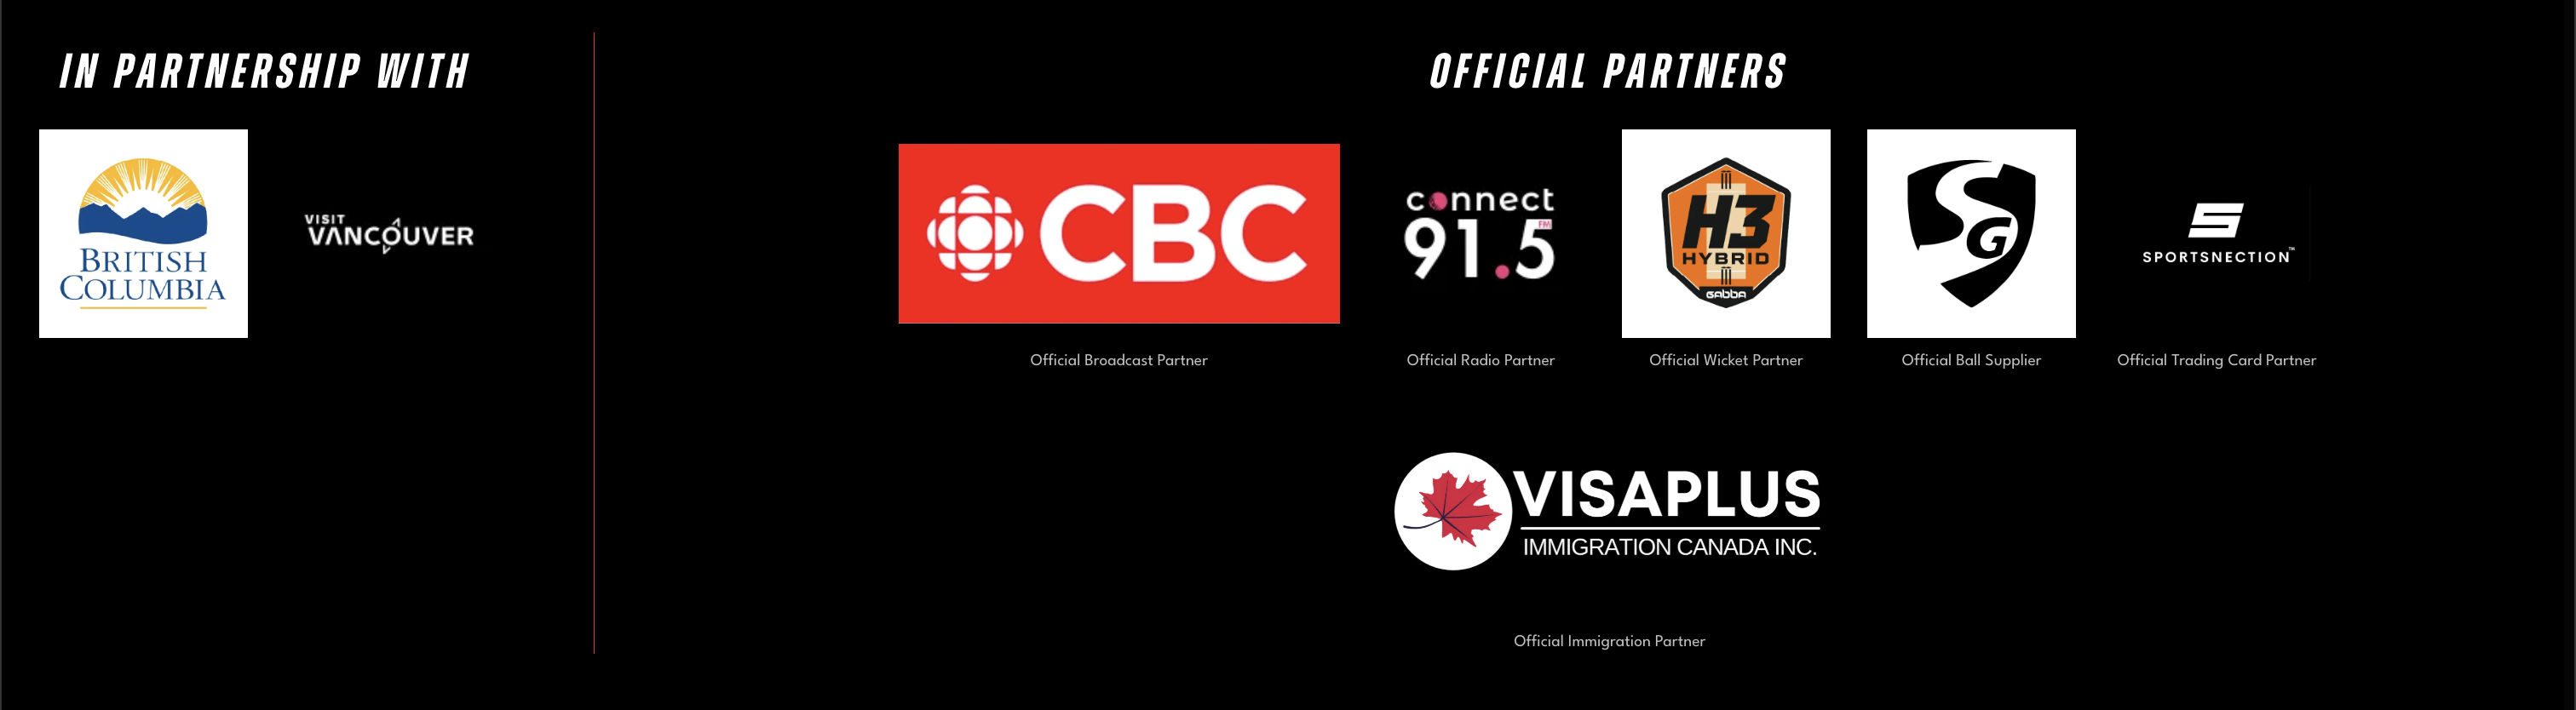 IN PARTNERSHIP WITH
BRITISH
COLUMBIA
VISIT
VANCOUVER
OFFICIAL PARTNERS
CBC
Official Broadcast Partner
connect
91.5
FM
Official Radio Partner
H3
HYBRID
GABBA
Official Wicket Partner
SG
Official Ball Supplier
S
SPORTSNECTION™
Official Trading Card Partner
VISAPLUS
IMMIGRATION CANADA INC.
Official Immigration Partner